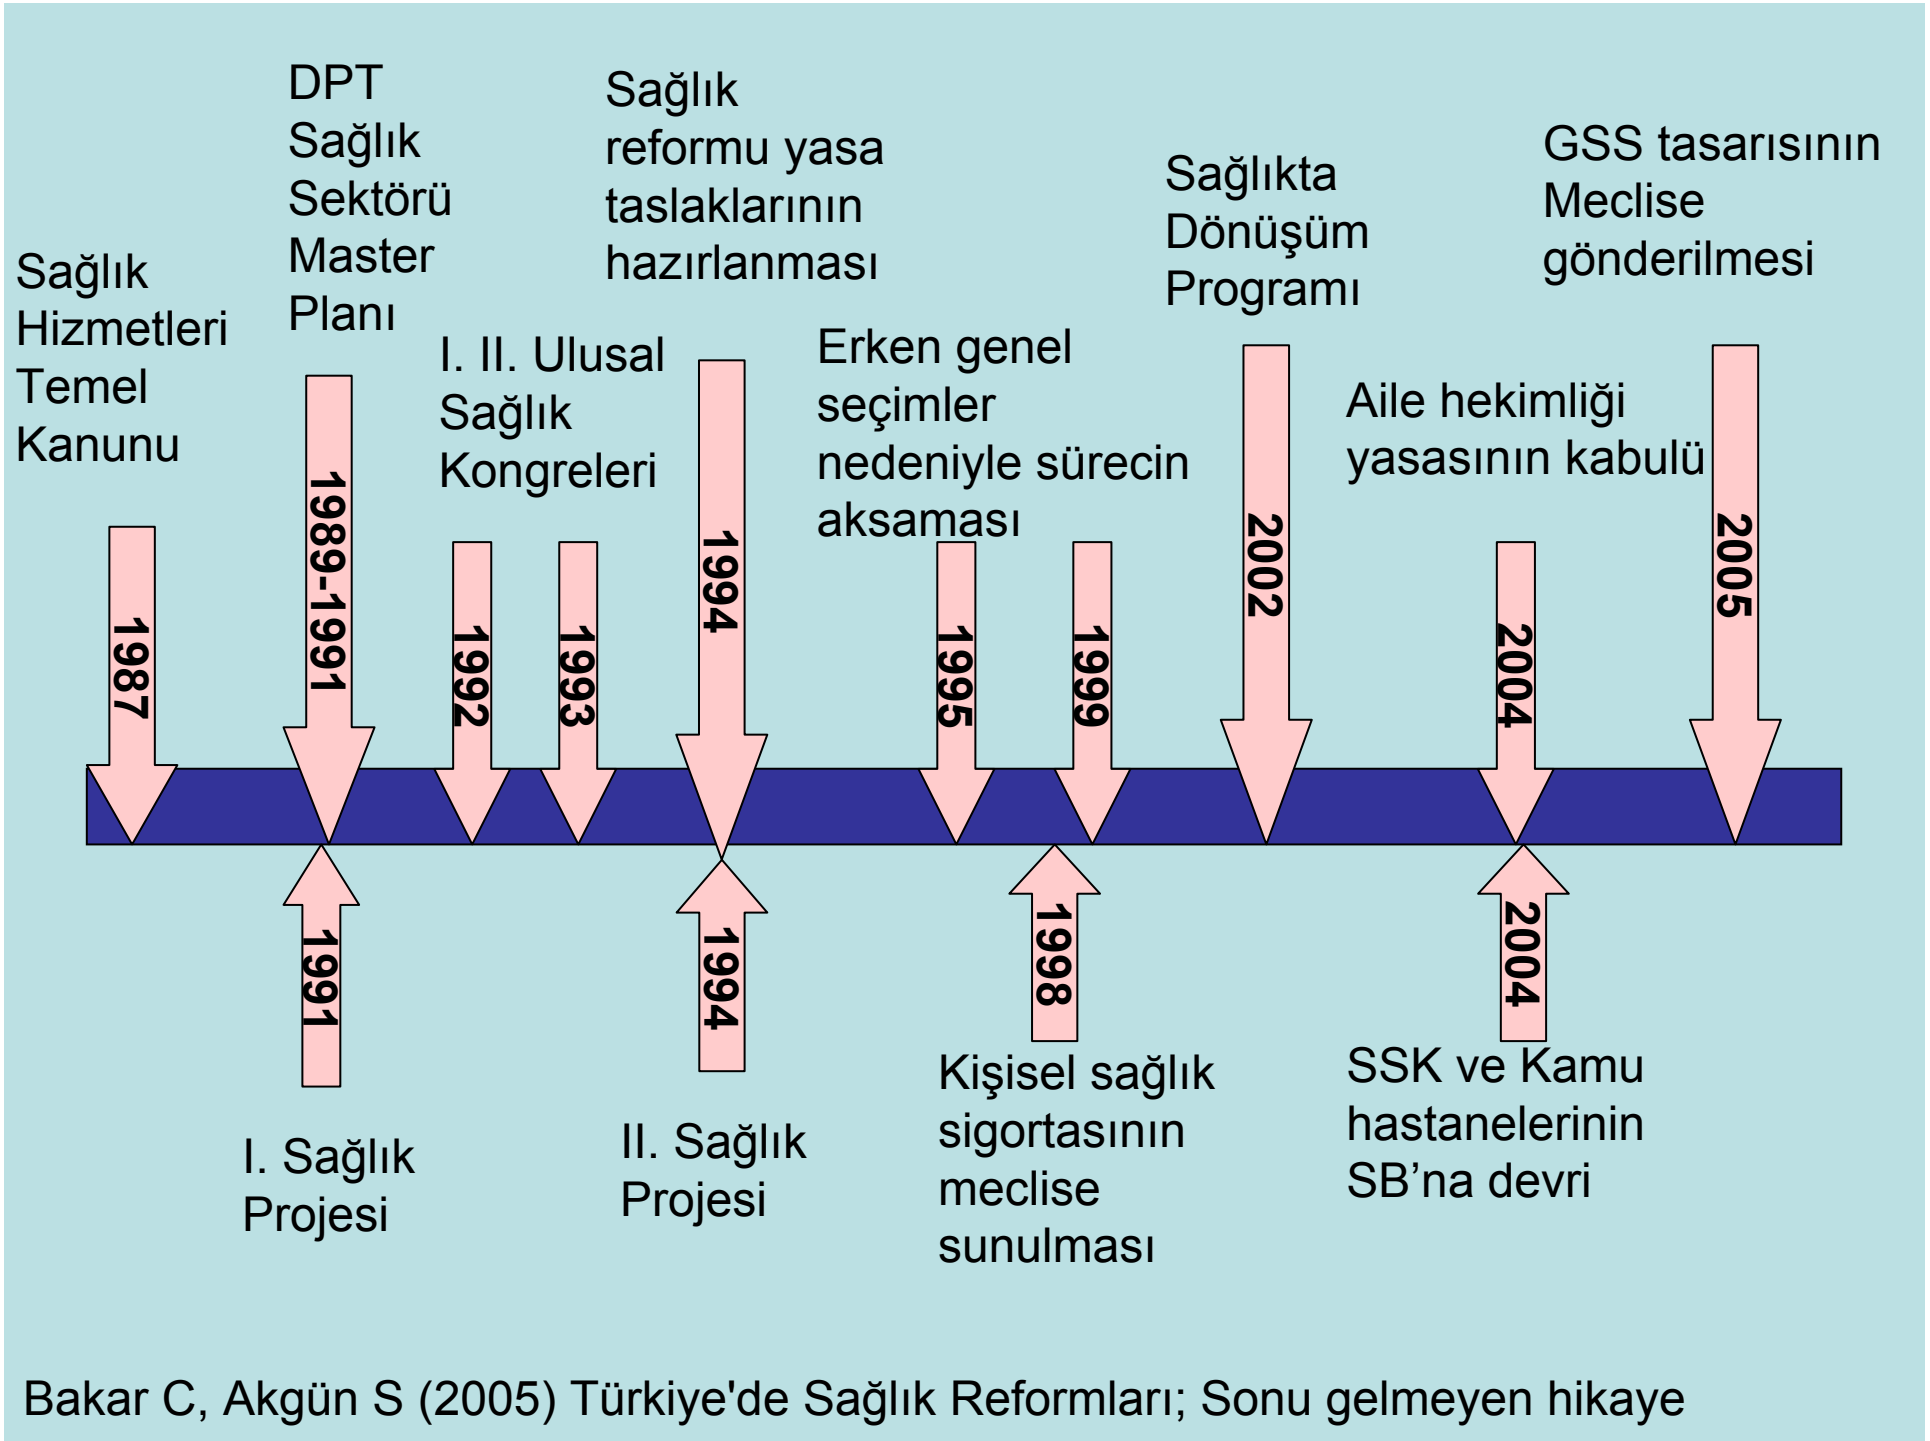 Sağlık
Hizmetleri
Temel
Kanunu
1987
DPT
Sağlık
Sektörü
Master
Planı
1989-1991
I. II. Ulusal
Sağlık
Kongreleri
1992
1993
Sağlık
reformu yasa
taslaklarının
hazırlanması
1994
Erken genel
seçimler
nedeniyle sürecin
aksaması
1995
1999
Sağlıkta
Dönüşüm
Programı
2002
Aile hekimliği
yasasının kabulü
2004
GSS tasarısının
Meclise
gönderilmesi
2005
1991
I. Sağlık
Projesi
1994
II. Sağlık
Projesi
1998
Kişisel sağlık
sigortasının
meclise
sunulması
2004
SSK ve Kamu
hastanelerinin
SB’na devri
Bakar C, Akgün S (2005) Türkiye'de Sağlık Reformları; Sonu gelmeyen hikaye